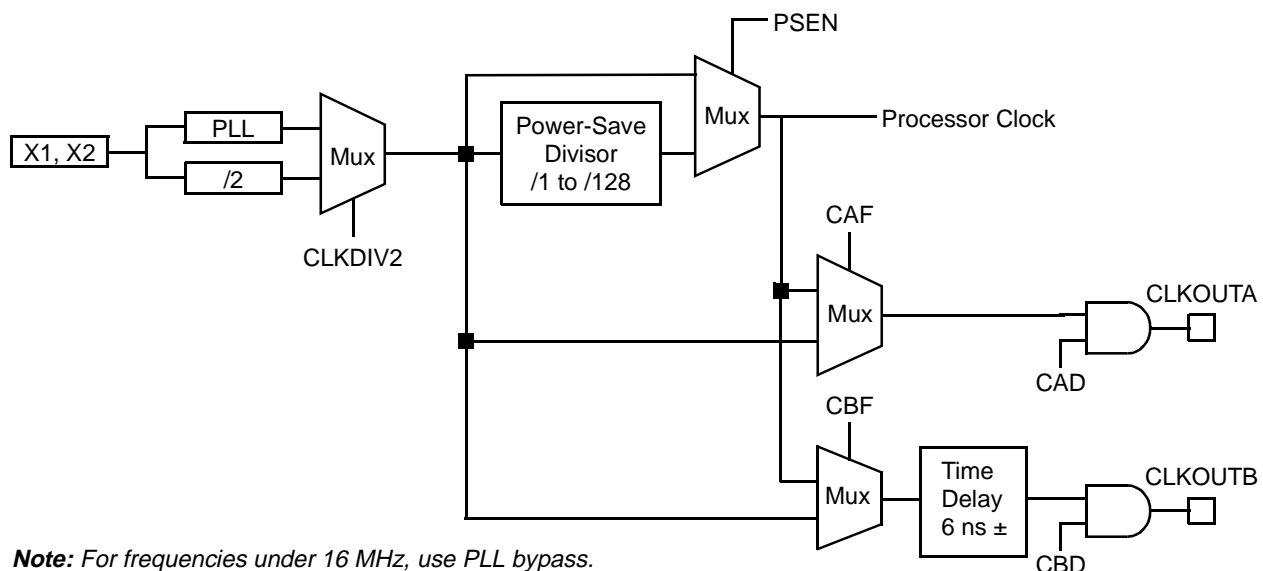 PSEN
X1, X2
PLL
/2
Mux
CLKDIV2
Power-Save
Divisor
/1 to /128
Mux
Processor Clock
CAF
Mux
CLKOUTA
CAD
CBF
Mux
Time
Delay
6 ns ±
CLKOUTB
CBD
Note: For frequencies under 16 MHz, use PLL bypass.